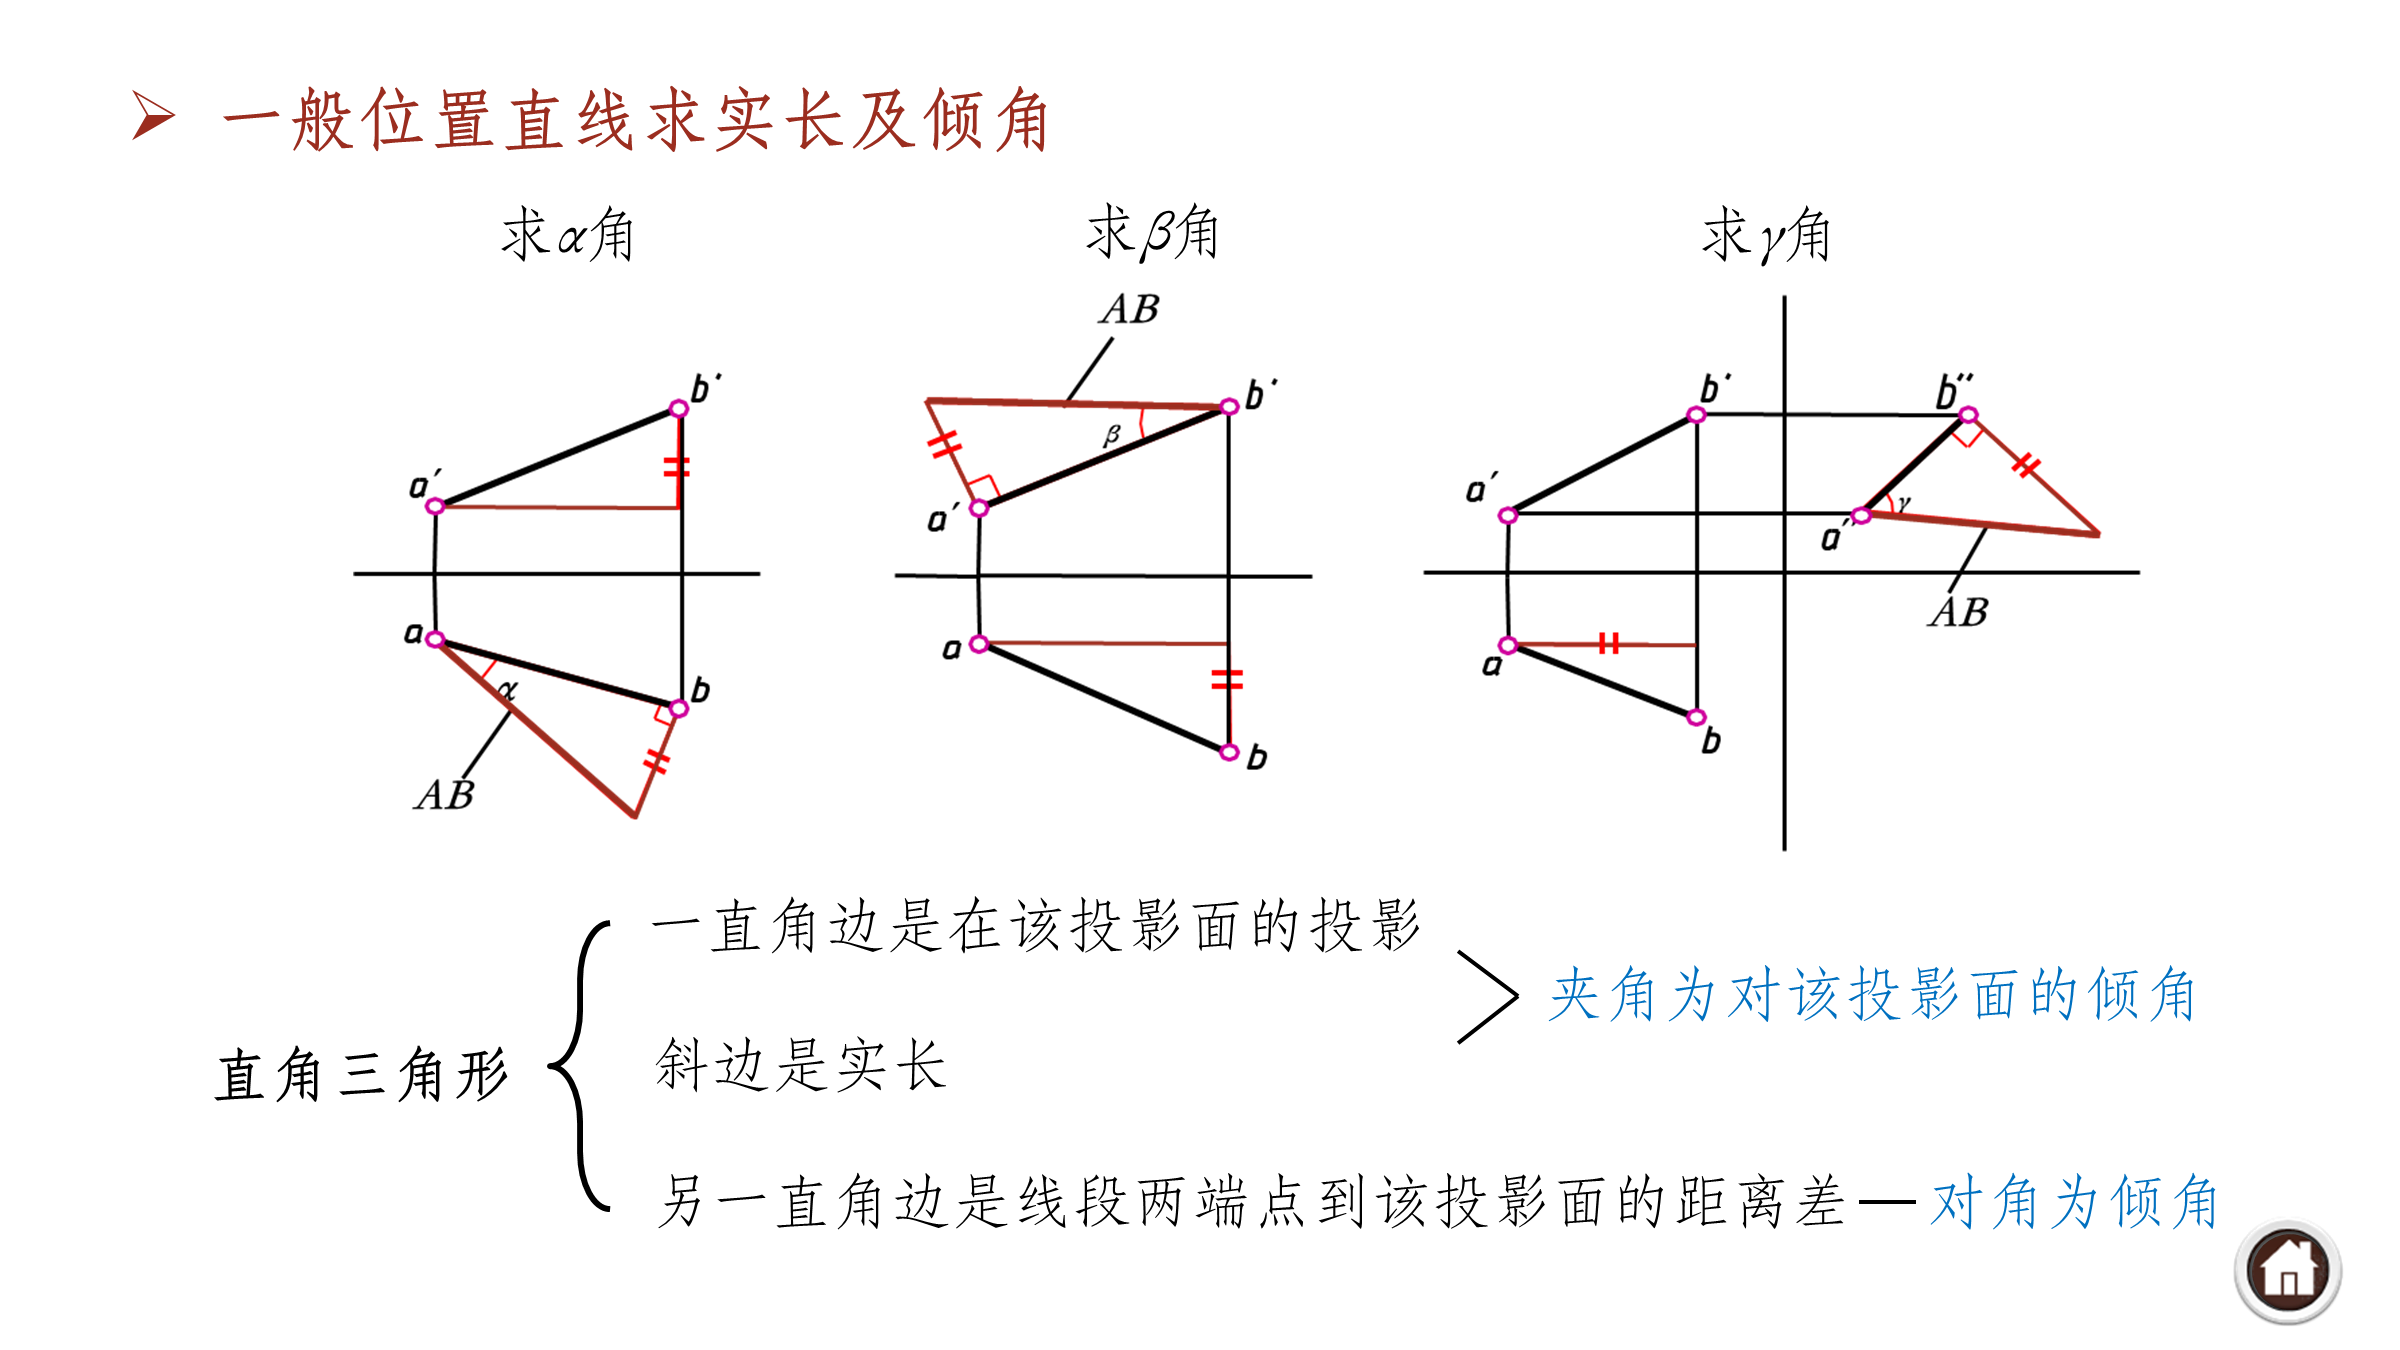 一般位置直线求实长及倾角
求α角
求β角
求γ角
AB
b'
a'
a
α
b
AB
b'
β
a'
a
b
b'
b''
a'
a''
γ
AB
a
b
直角三角形
一直角边是在该投影面的投影
斜边是实长
夹角为对该投影面的倾角
另一直角边是线段两端点到该投影面的距离差—对角为倾角